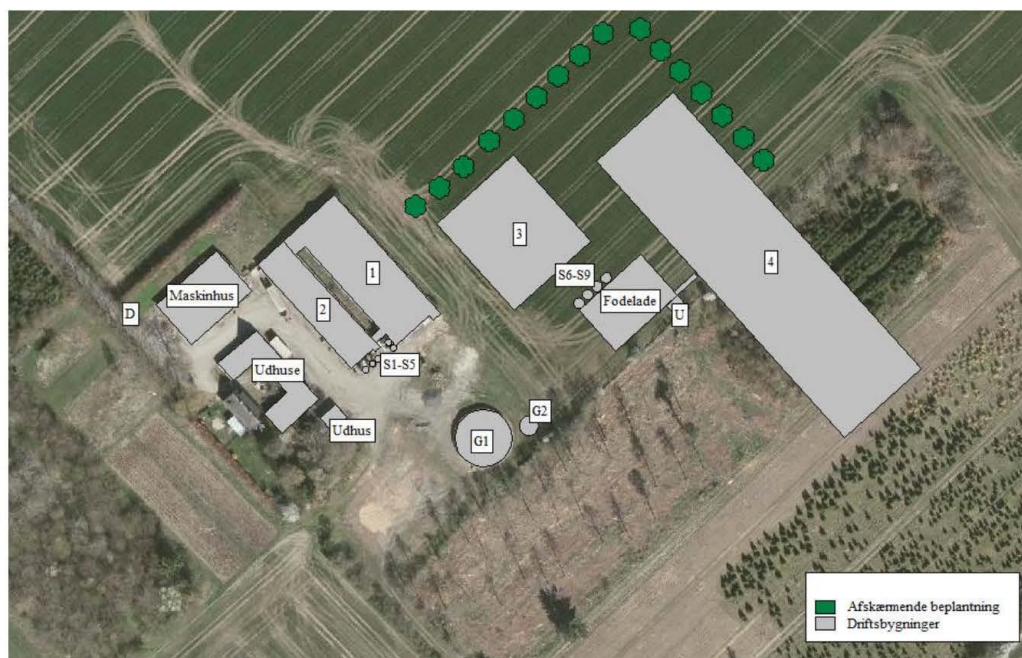 3
S6-S9
4
1
Maskinhus
Fodelade
2
D
U
S1-S5
Udhuse
G2
Udhus
G1
Afskærmende beplantning
Driftsbygninger